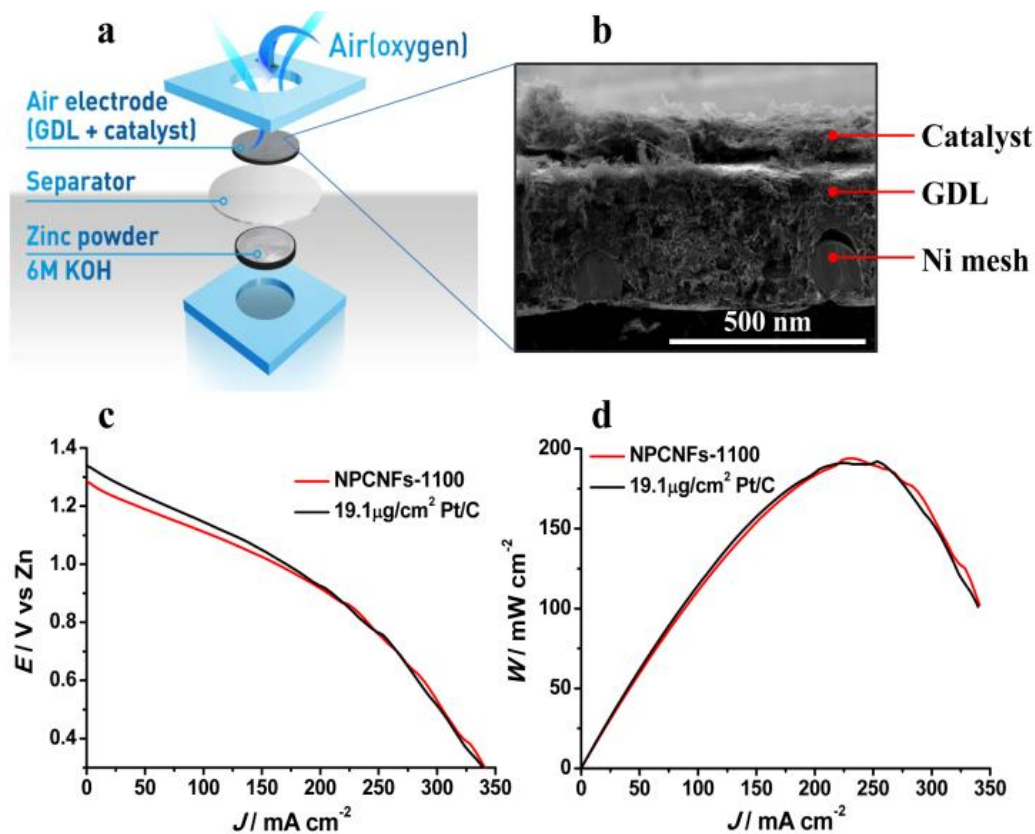 a
Air(oxygen)
Air electrode
(GDL + catalyst)
Separator
Zinc powder
6M KOH
b
Catalyst
GDL
Ni mesh
500 nm
c
1.4
1.2
1.0
0.8
0.6
0.4
E / V vs Zn
NPCNFs-1100
19.1μg/cm² Pt/C
0 50 100 150 200 250 300 350
J / mA cm⁻²
d
200
150
100
50
0
W / mW cm⁻²
NPCNFs-1100
19.1μg/cm² Pt/C
0 50 100 150 200 250 300 350
J / mA cm⁻²